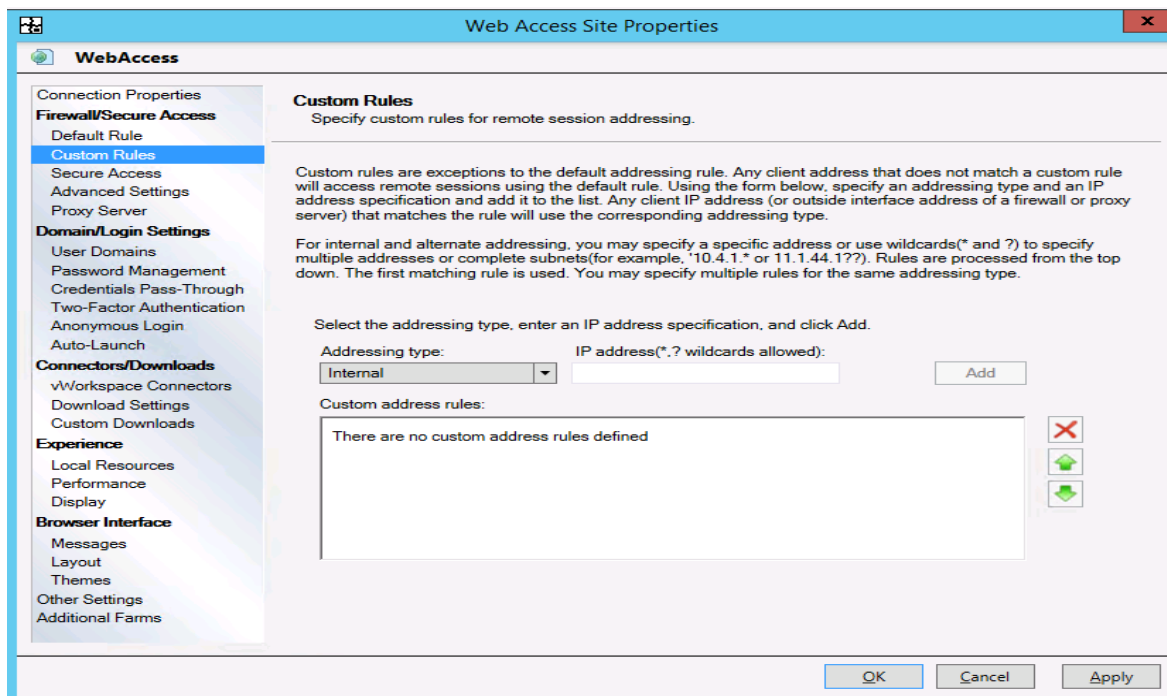 Web Access Site Properties
x
WebAccess
Connection Properties
Firewall/Secure Access
Default Rule
Custom Rules
Secure Access
Advanced Settings
Proxy Server
Domain/Login Settings
User Domains
Password Management
Credentials Pass-Through
Two-Factor Authentication
Anonymous Login
Auto-Launch
Connectors/Downloads
vWorkspace Connectors
Download Settings
Custom Downloads
Experience
Local Resources
Performance
Display
Browser Interface
Messages
Layout
Themes
Other Settings
Additional Farms
Custom Rules
Specify custom rules for remote session addressing.
Custom rules are exceptions to the default addressing rule. Any client address that does not match a custom rule
will access remote sessions using the default rule. Using the form below, specify an addressing type and an IP
address specification and add it to the list. Any client IP address (or outside interface address of a firewall or proxy
server) that matches the rule will use the corresponding addressing type.
For internal and alternate addressing, you may specify a specific address or use wildcards(* and ?) to specify
multiple addresses or complete subnets(for example, '10.4.1.* or 11.1.44.1??). Rules are processed from the top
down. The first matching rule is used. You may specify multiple rules for the same addressing type.
Select the addressing type, enter an IP address specification, and click Add.
Addressing type:
IP address(*,? wildcards allowed):
Internal
Add
Custom address rules:
There are no custom address rules defined
OK
Cancel
Apply